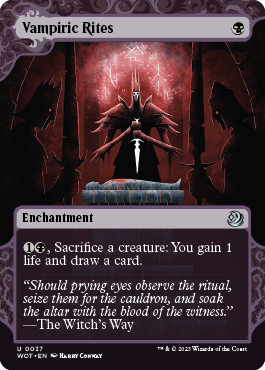 Vampiric Rites
Enchantment
1, Sacrifice a creature: You gain 1
life and draw a card.
“Should prying eyes observe the ritual,
seize them for the cauldron, and soak
the altar with the blood of the witness.”
—The Witch’s Way
U 0037
WOT • EN Harry Conway
™ & © 2023 Wizards of the Coast